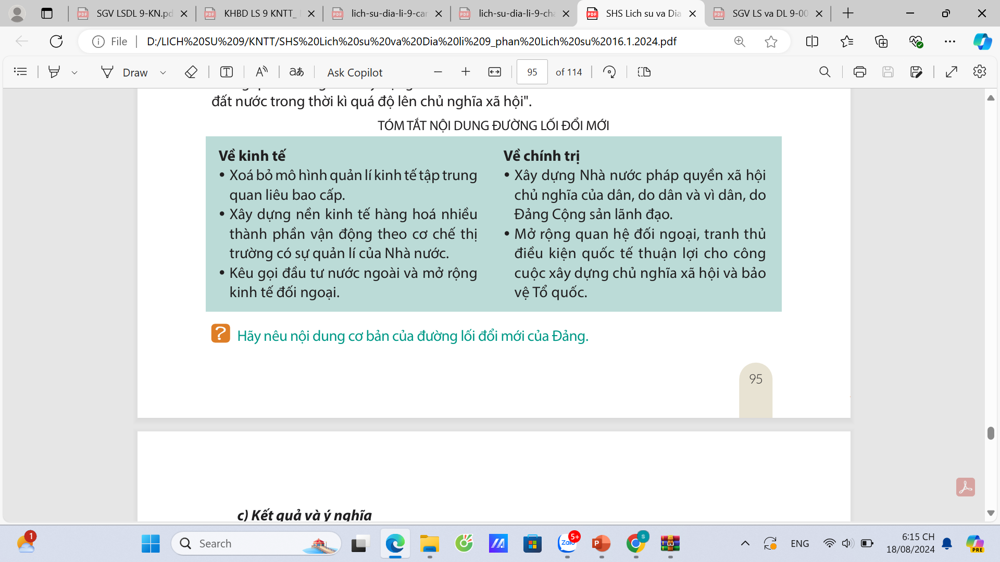 SGV LSDL 9-KN.pd
KHBD LS 9 KNTT_
lich-su-dia-li-9-car
lich-su-dia-li-9-cha
SHS Lich su va Dia
SGV LS va DL 9-00
File
D:/LICH%20SU%209/KNTT/SHS%20Lich%20su%20va%20Dia%20li%209_phan%20Lich%20su%2016.1.2024.pdf
Draw
aあ
Ask Copilot
95
of 114
đất nước trong thời kì quá độ lên chủ nghĩa xã hội".
TÓM TẮT NỘI DUNG ĐƯỜNG LỐI ĐỔI MỚI
Về kinh tế
• Xoá bỏ mô hình quản lí kinh tế tập trung
quan liêu bao cấp.
• Xây dựng nền kinh tế hàng hoá nhiều
thành phần vận động theo cơ chế thị
trường có sự quản lí của Nhà nước.
• Kêu gọi đầu tư nước ngoài và mở rộng
kinh tế đối ngoại.
Về chính trị
• Xây dựng Nhà nước pháp quyền xã hội
chủ nghĩa của dân, do dân và vì dân, do
Đảng Cộng sản lãnh đạo.
• Mở rộng quan hệ đối ngoại, tranh thủ
điều kiện quốc tế thuận lợi cho công
cuộc xây dựng chủ nghĩa xã hội và bảo
vệ Tổ quốc.
? Hãy nêu nội dung cơ bản của đường lối đổi mới của Đảng.
95
c) Kết quả và ý nghĩa
1
Search
Zalo
5+
ENG
6:15 CH
18/08/2024
PRE